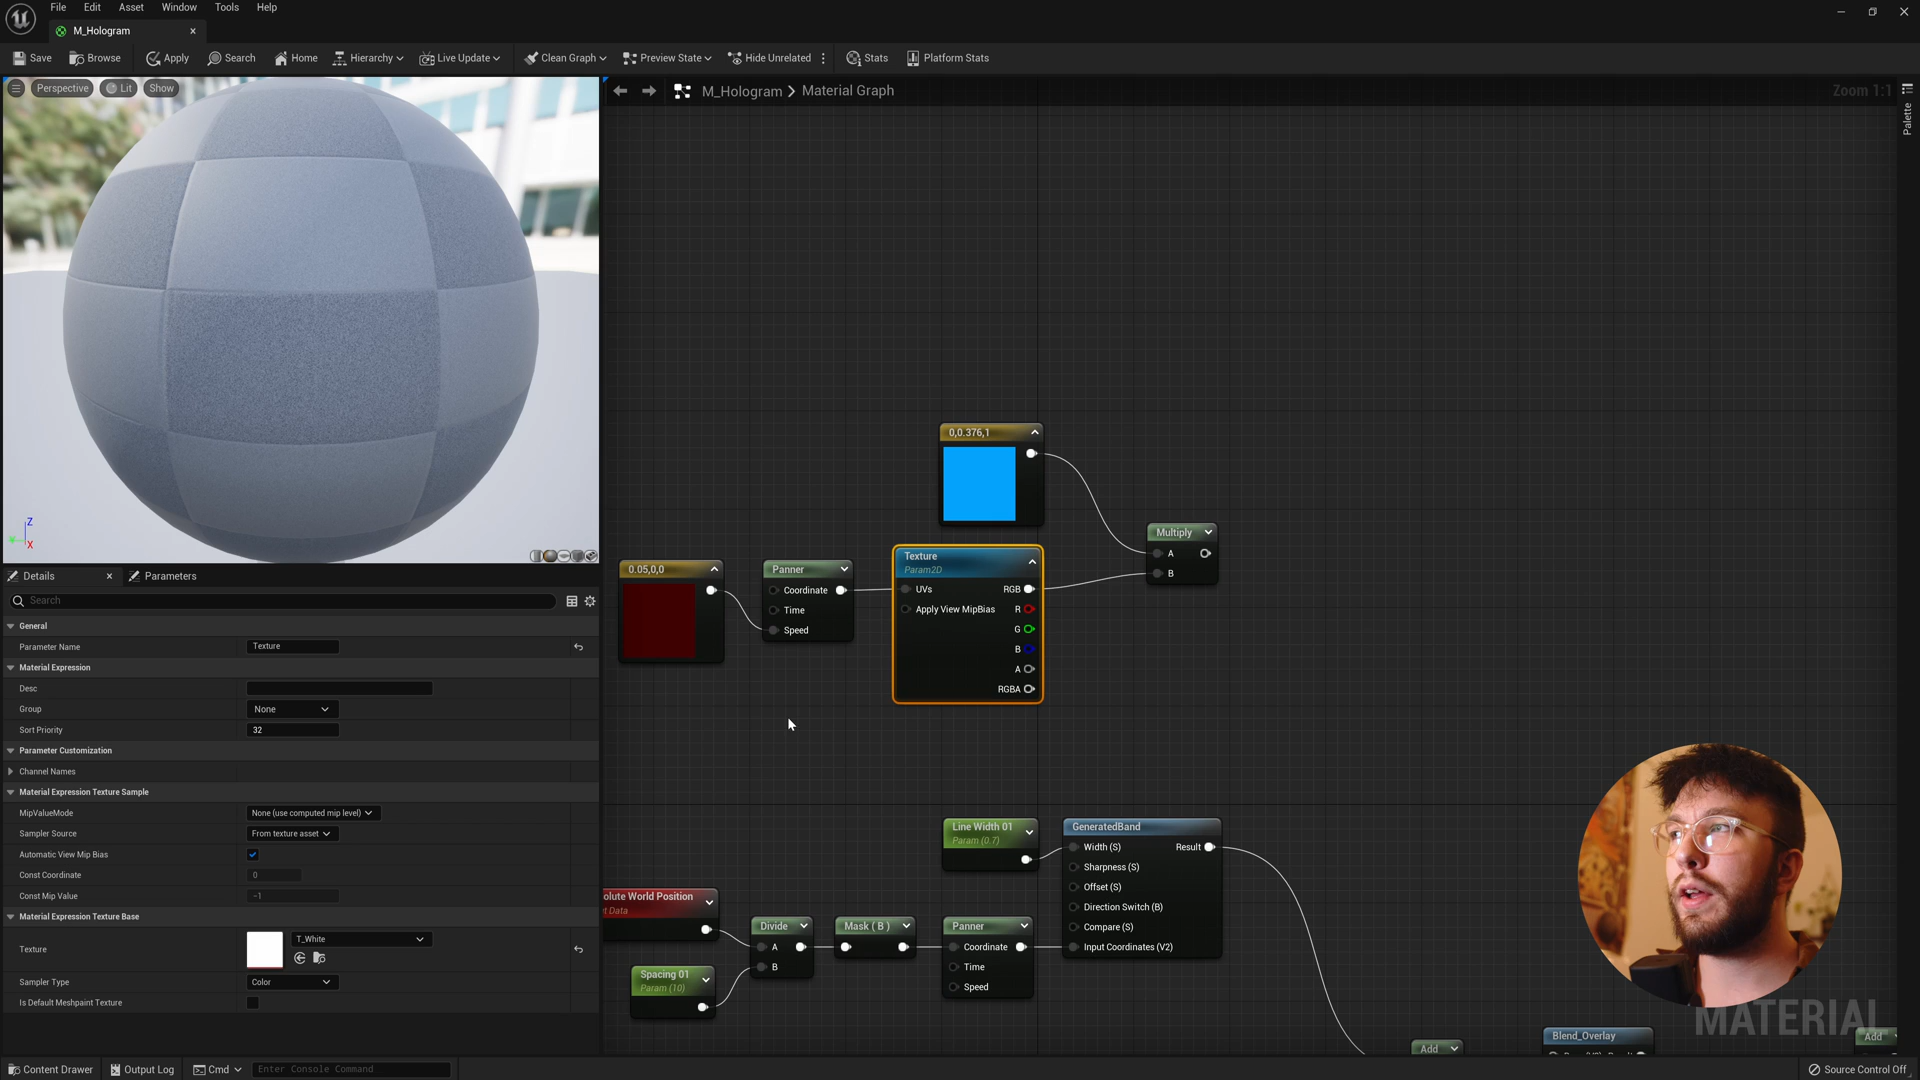 File Edit Asset Window Tools Help
M_Hologram
Save Browse Apply Search Home Hierarchy Live Update Clean Graph Preview State Hide Unrelated Stats Platform Stats
Perspective Lit Show
M_Hologram > Material Graph
Zoom 1:1
Palette
Z
X
0,0.376,1
Multiply
A
B
0.05,0,0
Panner
Coordinate
Time
Speed
Texture
Param2D
UVs RGB
Apply View MipBias R
G
B
A
RGBA
Details Parameters
Search
General
Parameter Name Texture
Material Expression
Desc
Group None
Sort Priority 32
Parameter Customization
Channel Names
Material Expression Texture Sample
MipValueMode None (use computed mip level)
Sampler Source From texture asset
Automatic View Mip Bias
Const Coordinate 0
Const Mip Value -1
Material Expression Texture Base
Texture T_White
Sampler Type Color
Is Default Meshpaint Texture
Line Width 01
Param (0.7)
GeneratedBand
Width (S) Result
Sharpness (S)
Offset (S)
Direction Switch (B)
Compare (S)
Input Coordinates (V2)
olute World Position
t Data
Divide
A
B
Mask ( B )
Panner
Coordinate
Time
Speed
Spacing 01
Param (10)
Add
Blend_Overlay
Add
MATERIAL
Content Drawer Output Log Cmd Enter Console Command Source Control Off